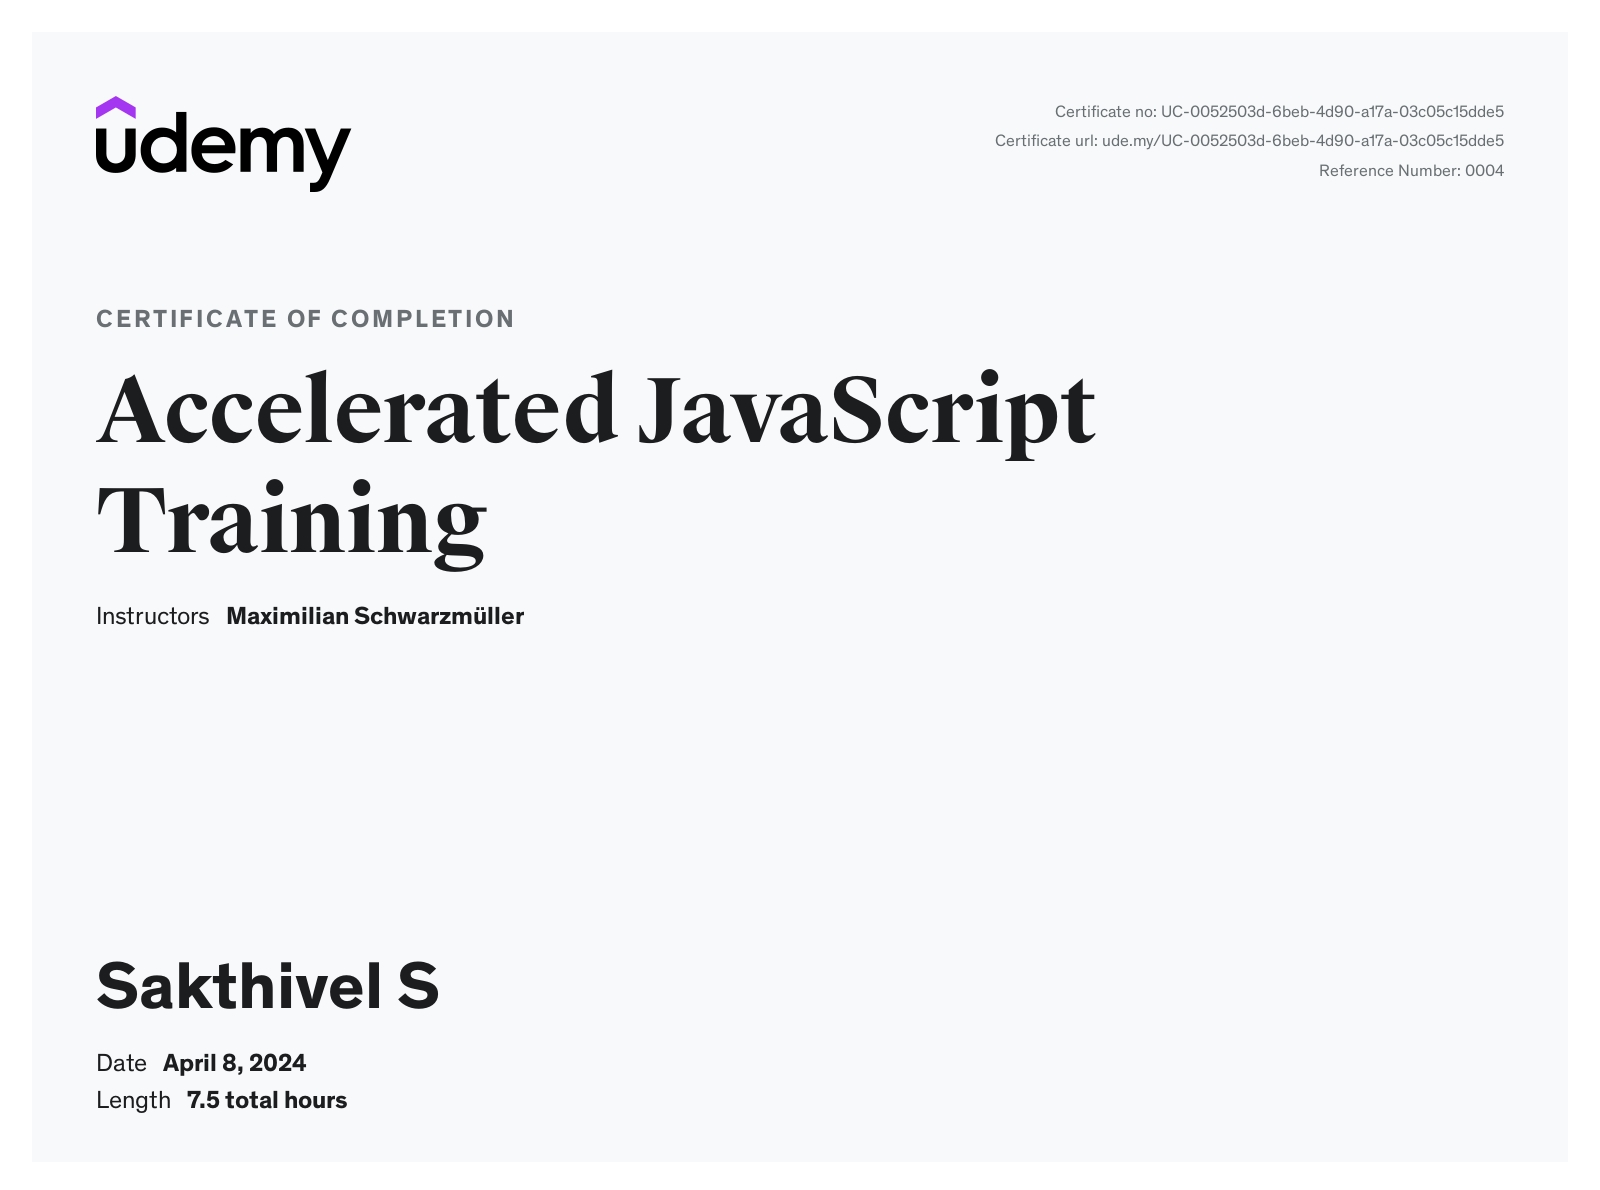 udemy
Certificate no: UC-0052503d-6beb-4d90-a17a-03c05c15dde5
Certificate url: ude.my/UC-0052503d-6beb-4d90-a17a-03c05c15dde5
Reference Number: 0004
CERTIFICATE OF COMPLETION
Accelerated JavaScript
Training
Instructors Maximilian Schwarzmüller
Sakthivel S
Date April 8, 2024
Length 7.5 total hours